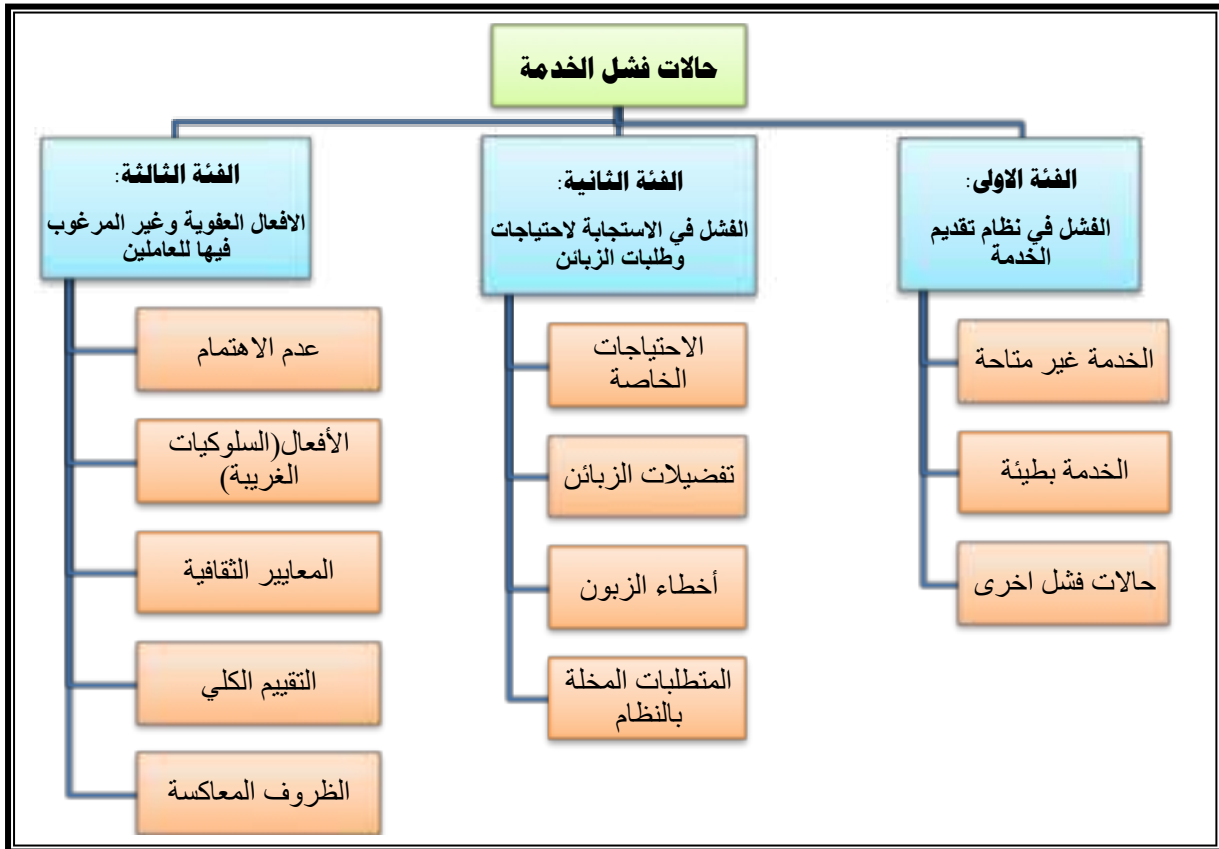 حالات فشل الخدمة
الفئة الاولى:
الفشل في نظام تقديم
الخدمة
الخدمة غير متاحة
الخدمة بطيئة
حالات فشل اخرى
الفئة الثانية:
الفشل في الاستجابة لاحتياجات
وطلبات الزبائن
الاحتياجات
الخاصة
تفضيلات الزبائن
أخطاء الزبون
المتطلبات المخلة
بالنظام
الفئة الثالثة:
الافعال العفوية وغير المرغوب
فيها للعاملين
عدم الاهتمام
الأفعال(السلوكيات
الغريبة)
المعايير الثقافية
التقييم الكلي
الظروف المعاكسة